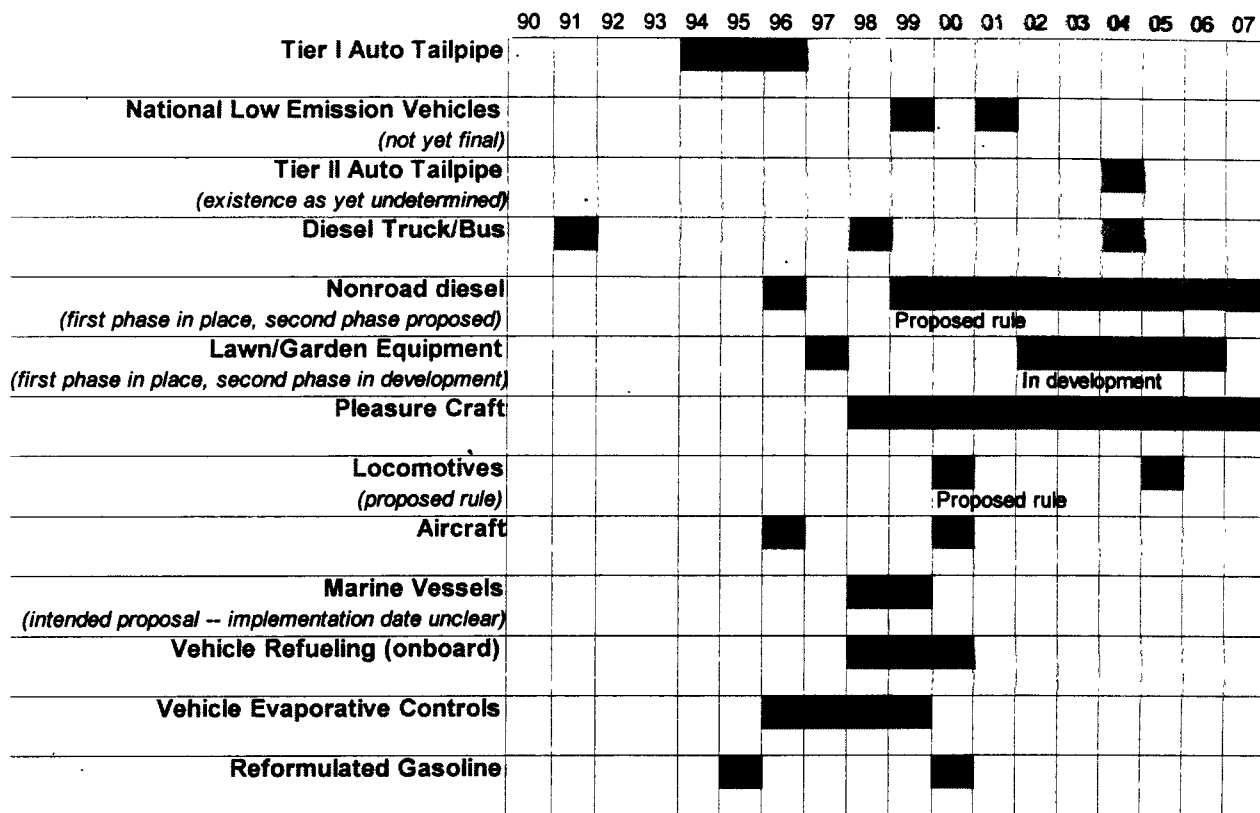 90 91 92 93 94 95 96 97 98 99 00 01 02 03 04 05 06 07
Tier I Auto Tailpipe
National Low Emission Vehicles
(not yet final)
Tier II Auto Tailpipe
(existence as yet undetermined)
Diesel Truck/Bus
Nonroad diesel
(first phase in place, second phase proposed)
Proposed rule
Lawn/Garden Equipment
(first phase in place, second phase in development)
In development
Pleasure Craft
Locomotives
(proposed rule)
Proposed rule
Aircraft
Marine Vessels
(intended proposal -- implementation date unclear)
Vehicle Refueling (onboard)
Vehicle Evaporative Controls
Reformulated Gasoline